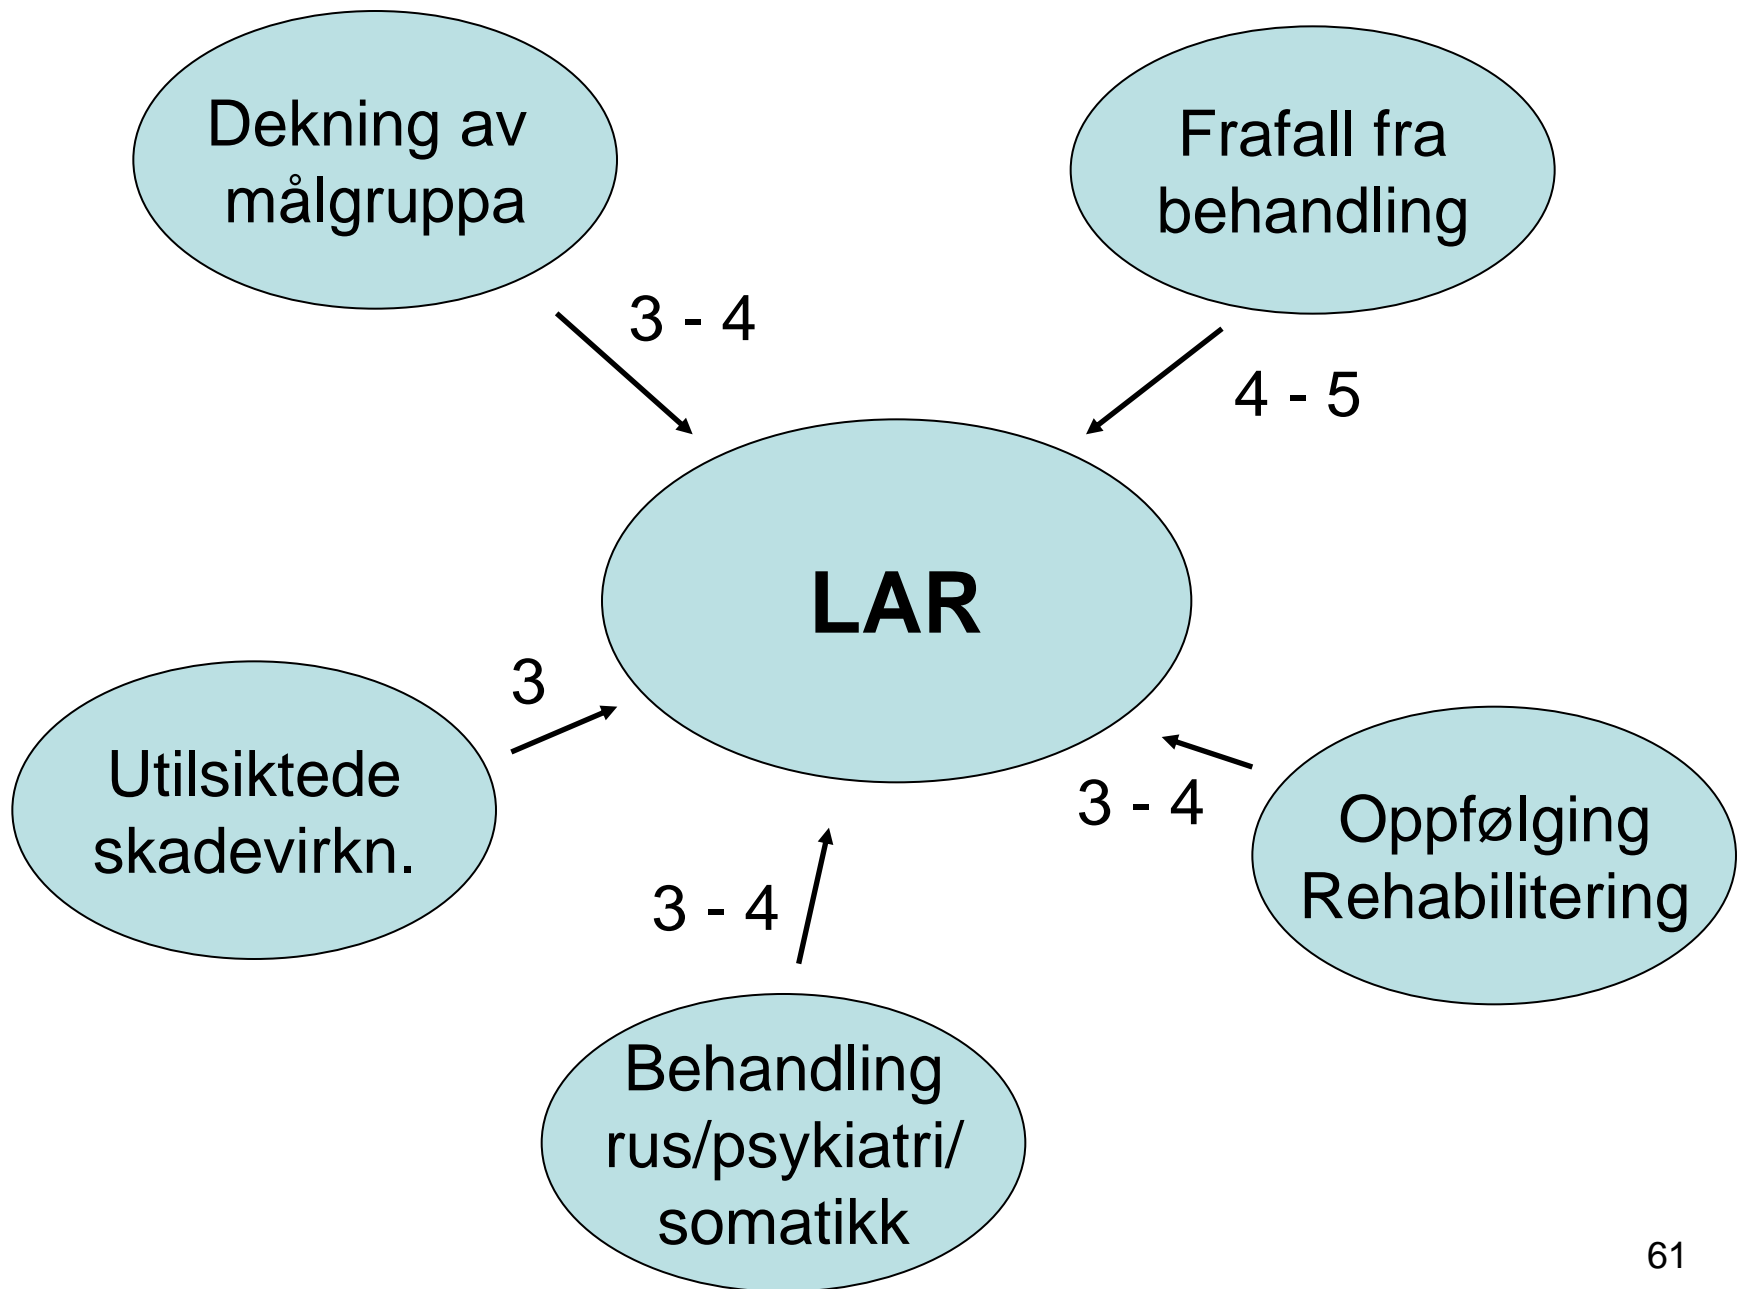 Dekning av
målgruppa
Frafall fra
behandling
3 - 4
4 - 5
LAR
3
Utilsiktede
skadevirkn.
3 - 4
Oppfølging
Rehabilitering
3 - 4
Behandling
rus/psykiatri/
somatikk
61